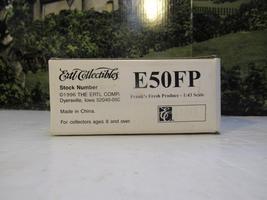 Ertl Collectibles
Stock Number
©1996 THE ERTL COMP.
Dyersville, Iowa 52040-050
Made in China.
For collectors ages 8 and over.
E50FP
Frank's Fresh Produce - 1:43 Scale